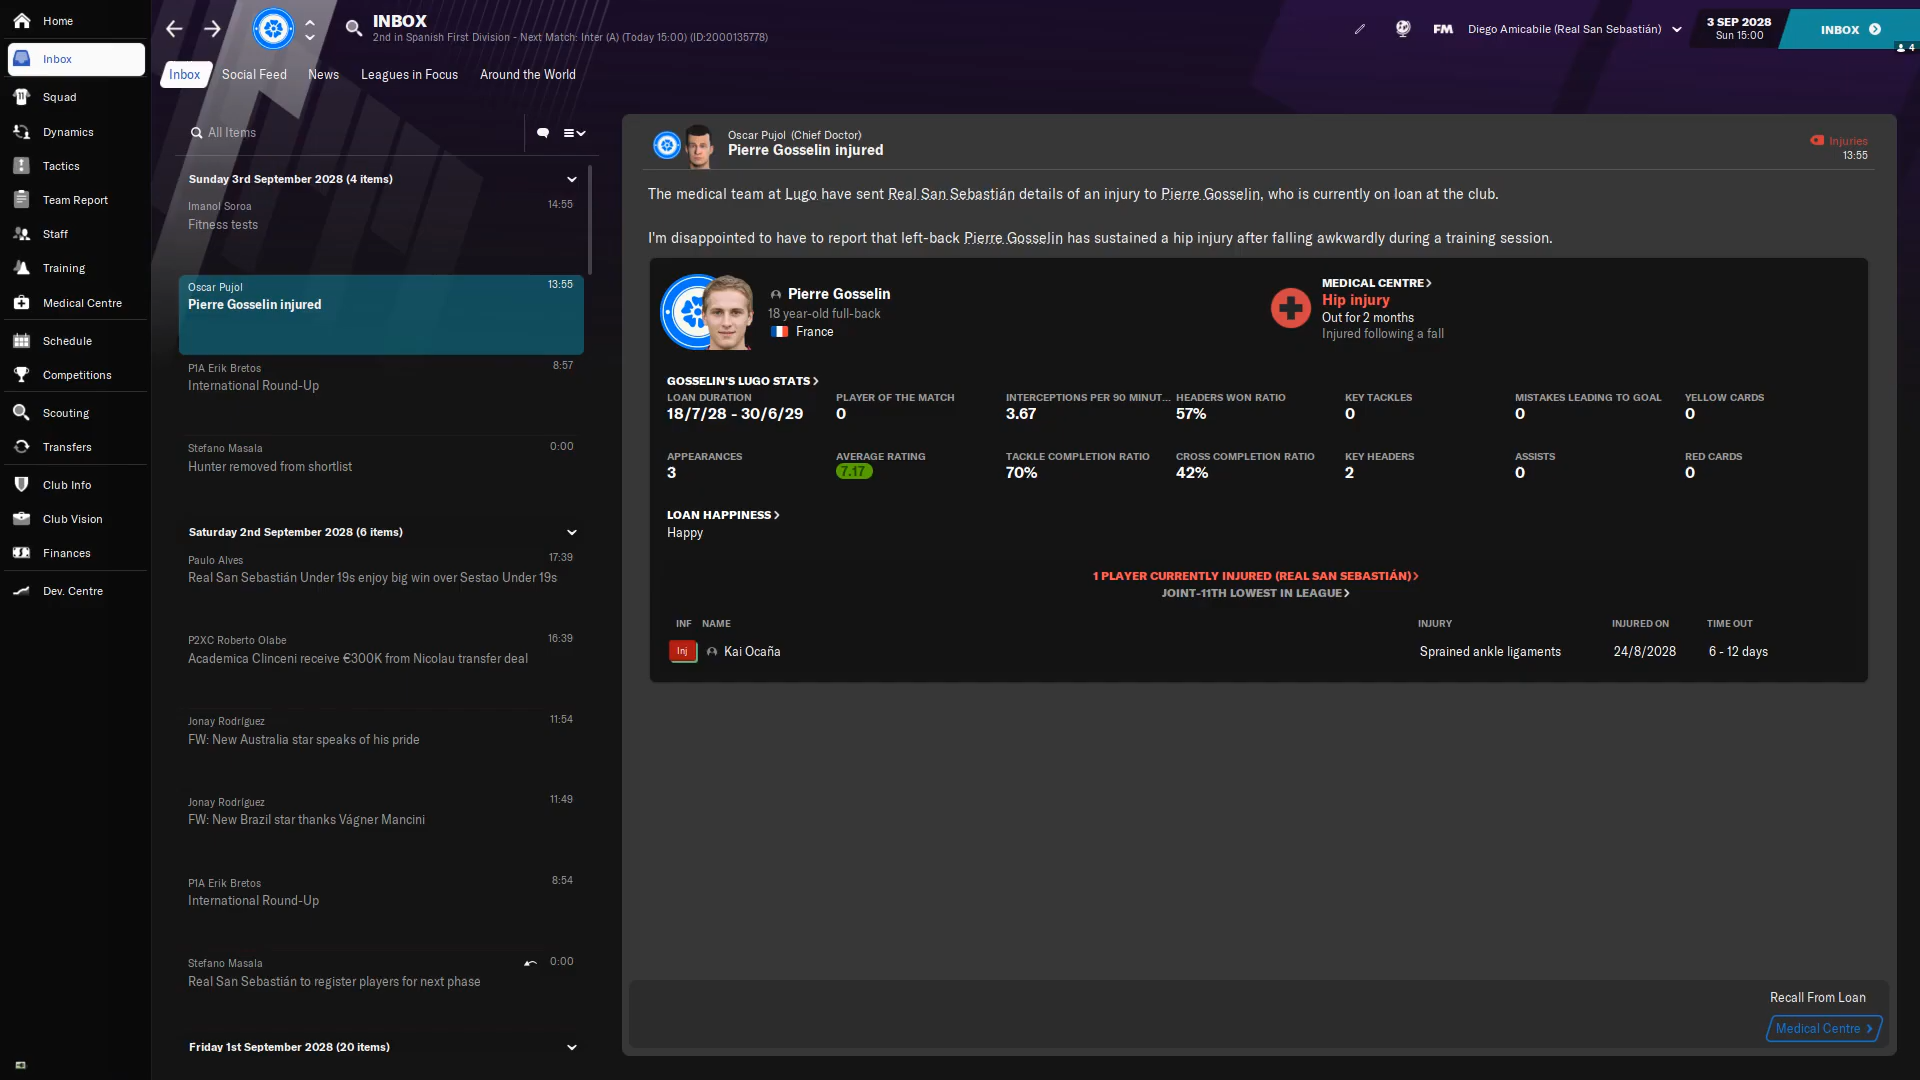 Home
Inbox
Squad
Dynamics
Tactics
Team Report
Staff
Training
Medical Centre
Schedule
Competitions
Scouting
Transfers
Club Info
Club Vision
Finances
Dev. Centre
INBOX
2nd in Spanish First Division - Next Match: Inter (A) (Today 15:00) (ID:2000135778)
FM
Diego Amicabile (Real San Sebastián)
3 SEP 2028
Sun 15:00
INBOX
4
Inbox Social Feed News Leagues in Focus Around the World
All Items
Sunday 3rd September 2028 (4 items)
Imanol Soroa 14:55
Fitness tests
Oscar Pujol 13:55
Pierre Gosselin injured
P1A Erik Bretos 8:57
International Round-Up
Stefano Masala 0:00
Hunter removed from shortlist
Saturday 2nd September 2028 (6 items)
Paulo Alves 17:39
Real San Sebastián Under 19s enjoy big win over Sestao Under 19s
P2XC Roberto Olabe 16:39
Academica Clinceni receive €300K from Nicolau transfer deal
Jonay Rodríguez 11:54
FW: New Australia star speaks of his pride
Jonay Rodríguez 11:49
FW: New Brazil star thanks Vágner Mancini
P1A Erik Bretos 8:54
International Round-Up
Stefano Masala 0:00
Real San Sebastián to register players for next phase
Friday 1st September 2028 (20 items)
Oscar Pujol (Chief Doctor)
Pierre Gosselin injured
Injuries
13:55
The medical team at Lugo have sent Real San Sebastián details of an injury to Pierre Gosselin, who is currently on loan at the club.
I'm disappointed to have to report that left-back Pierre Gosselin has sustained a hip injury after falling awkwardly during a training session.
Pierre Gosselin
18 year-old full-back
France
MEDICAL CENTRE
Hip injury
Out for 2 months
Injured following a fall
GOSSELIN'S LUGO STATS
LOAN DURATION PLAYER OF THE MATCH INTERCEPTIONS PER 90 MINUT... HEADERS WON RATIO KEY TACKLES MISTAKES LEADING TO GOAL YELLOW CARDS
18/7/28 - 30/6/29 0 3.67 57% 0 0 0
APPEARANCES AVERAGE RATING TACKLE COMPLETION RATIO CROSS COMPLETION RATIO KEY HEADERS ASSISTS RED CARDS
3 7.17 70% 42% 2 0 0
LOAN HAPPINESS
Happy
1 PLAYER CURRENTLY INJURED (REAL SAN SEBASTIÁN)
JOINT-11TH LOWEST IN LEAGUE
INF NAME INJURY INJURED ON TIME OUT
Inj Kai Ocaña Sprained ankle ligaments 24/8/2028 6 - 12 days
Recall From Loan
Medical Centre